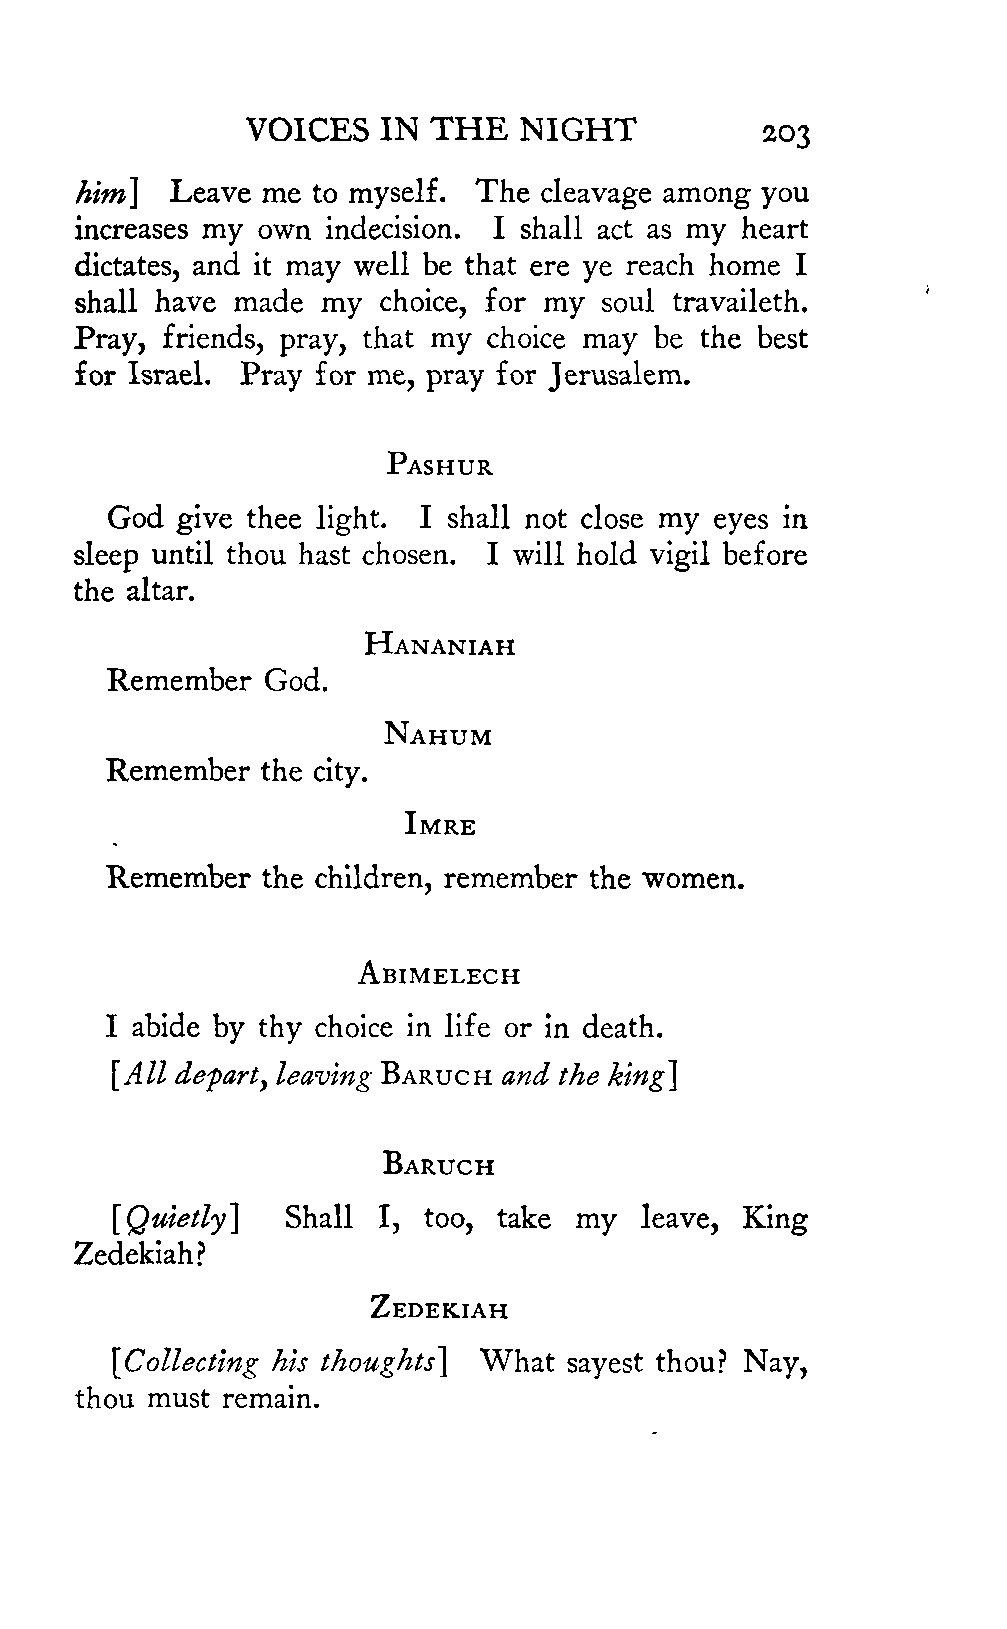 VOICES IN THE NIGHT 203
him] Leave me to myself. The cleavage among you
increases my own indecision. I shall act as my heart
dictates, and it may well be that ere ye reach home I
shall have made my choice, for my soul travaileth.
Pray, friends, pray, that my choice may be the best
for Israel. Pray for me, pray for Jerusalem.
PASHUR
God give thee light. I shall not close my eyes in
sleep until thou hast chosen. I will hold vigil before
the altar.
HANANIAH
Remember God.
NAHUM
Remember the city.
IMRE
Remember the children, remember the women.
ABIMELECH
I abide by thy choice in life or in death.
[All depart, leaving BARUCH and the king]
BARUCH
[Quietly] Shall I, too, take my leave, King
Zedekiah?
ZEDEKIAH
[Collecting his thoughts] What sayest thou? Nay,
thou must remain.